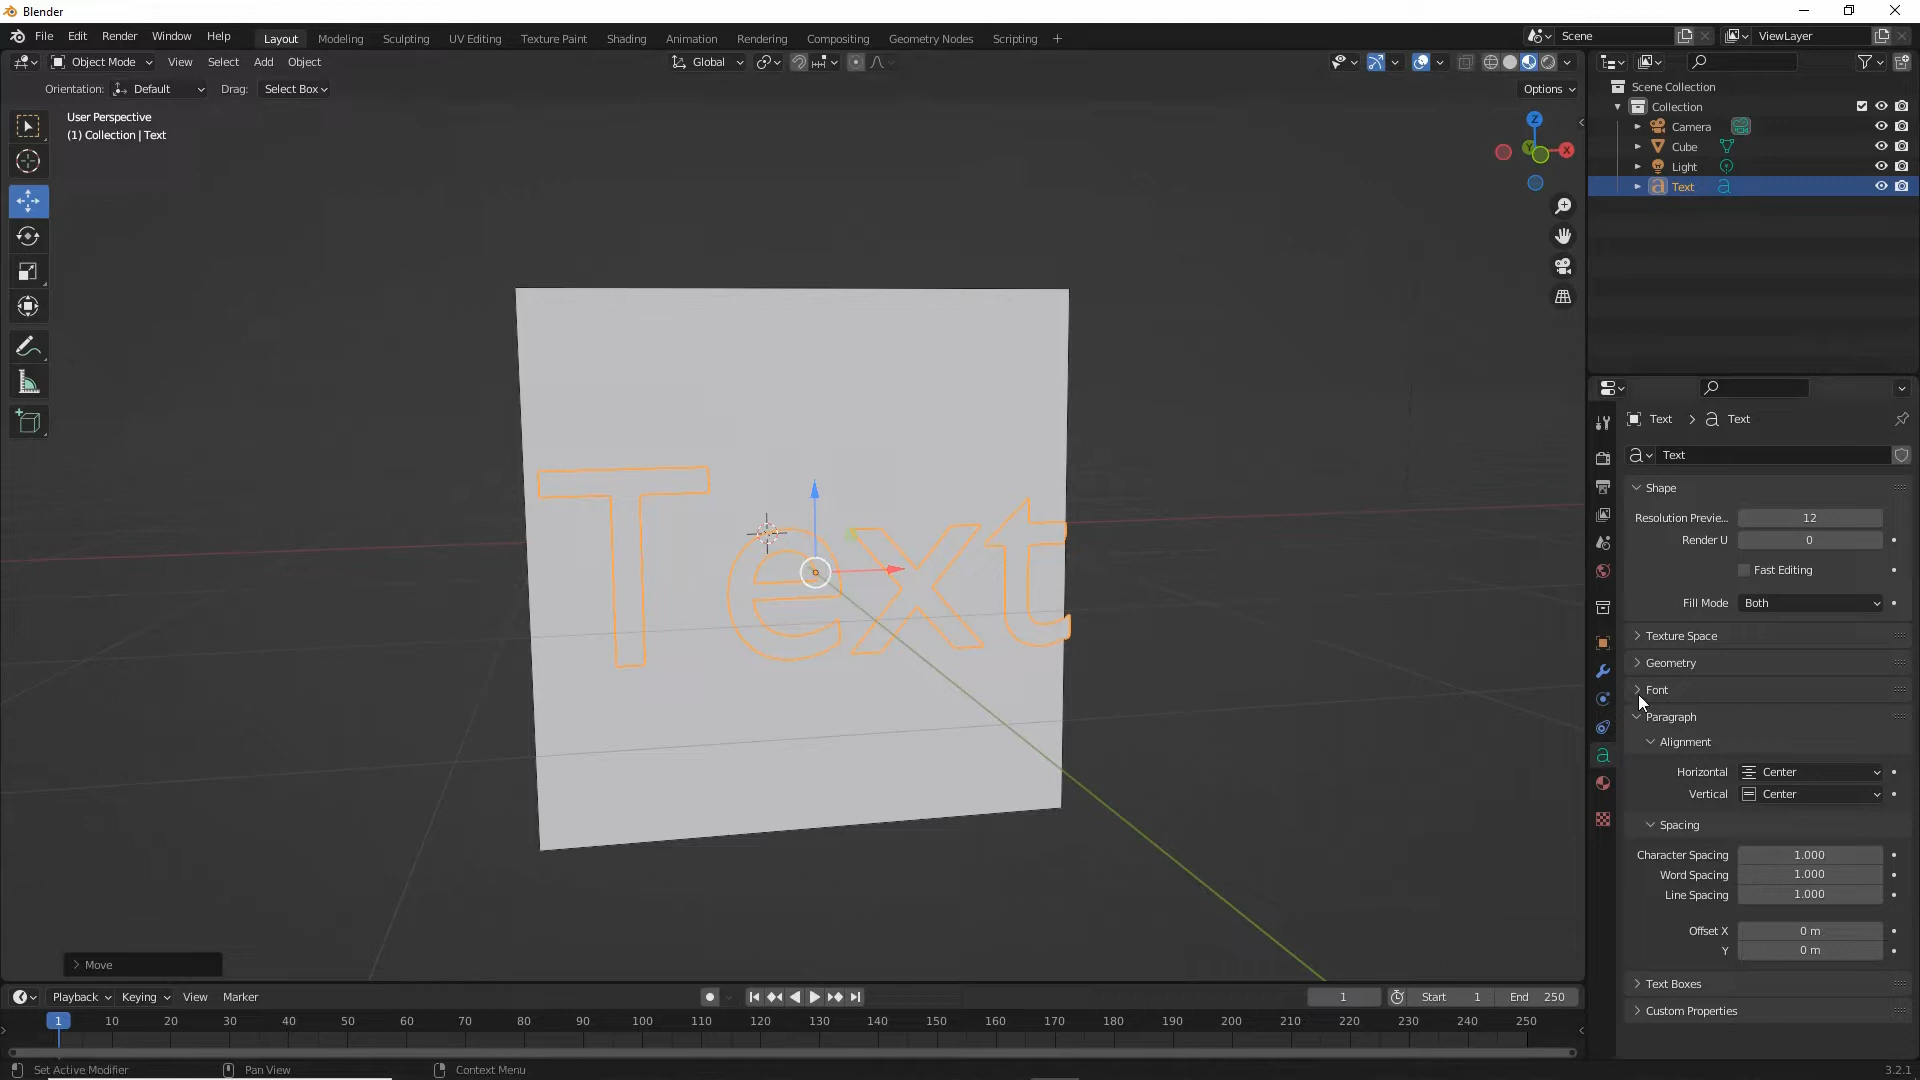 Blender
File Edit Render Window Help
Layout Modeling Sculpting UV Editing Texture Paint Shading Animation Rendering Compositing Geometry Nodes Scripting +
Scene
ViewLayer
Object Mode View Select Add Object
Global
Orientation: Default Drag: Select Box
Options
User Perspective
(1) Collection | Text
Z
Y
X
Text
Move
Scene Collection
Collection
Camera
Cube
Light
Text
Text > Text
Text
Shape
Resolution Previe... 12
Render U 0
Fast Editing
Fill Mode Both
Texture Space
Geometry
Font
Paragraph
Alignment
Horizontal Center
Vertical Center
Spacing
Character Spacing 1.000
Word Spacing 1.000
Line Spacing 1.000
Offset X 0 m
Y 0 m
Text Boxes
Custom Properties
Playback Keying View Marker
1 Start 1 End 250
1 10 20 30 40 50 60 70 80 90 100 110 120 130 140 150 160 170 180 190 200 210 220 230 240 250
Set Active Modifier Pan View Context Menu
3.2.1